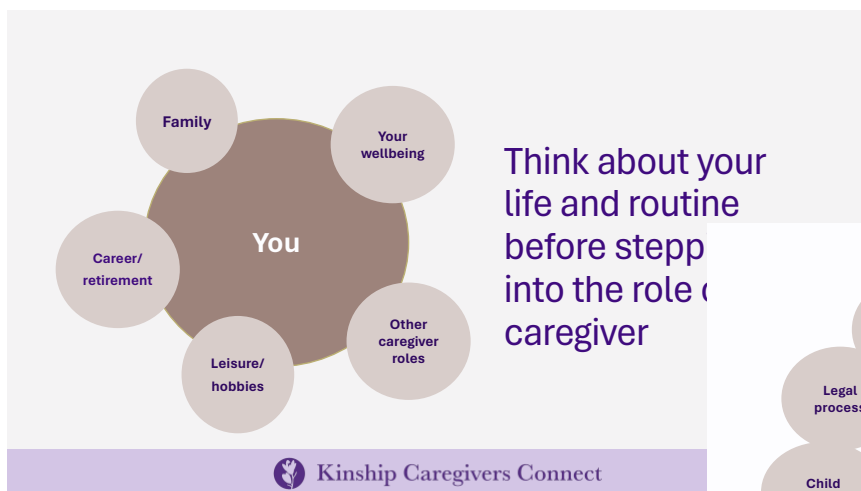 Family
Your
wellbeing
Think about your
life and routine
before stepp
into the role
caregiver
You
Career/
retirement
Other
caregiver
roles
Leisure/
hobbies
Legal
process
Child
Kinship Caregivers Connect